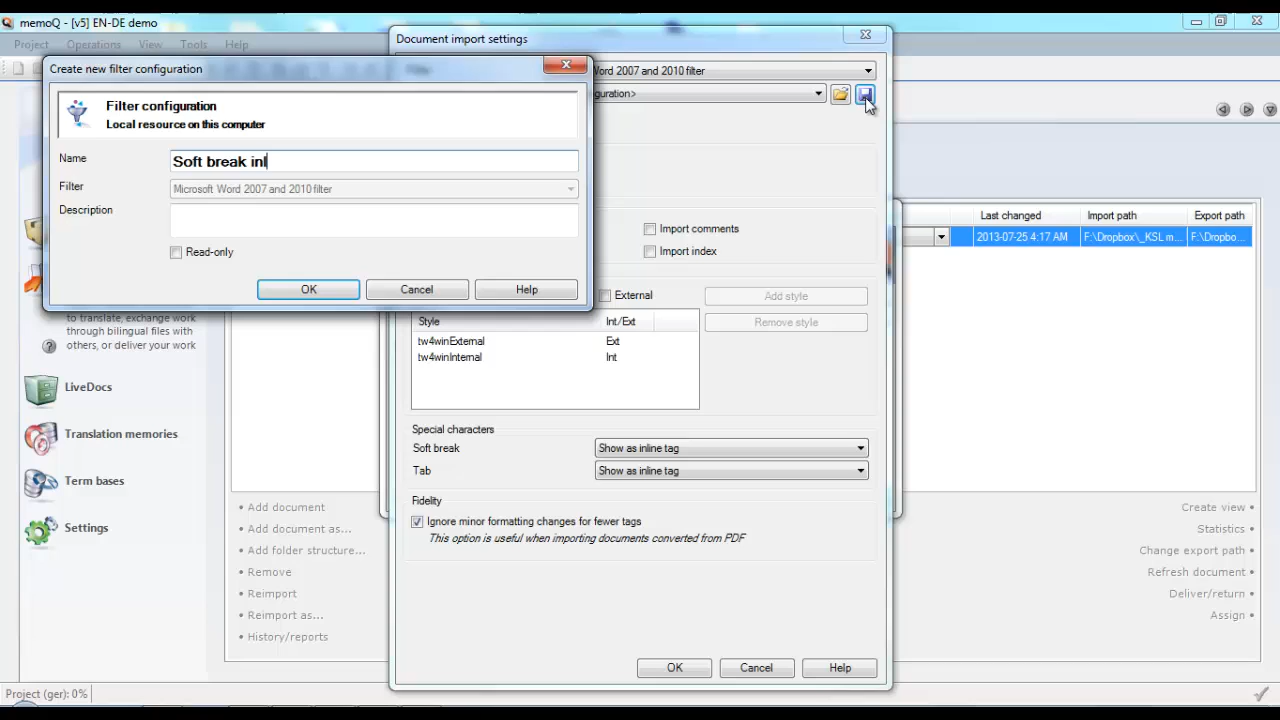 memoQ - [v5] EN-DE demo
Project Operations View Tools Help
Document import settings
Create new filter configuration
Word 2007 and 2010 filter
guration>
Filter configuration
Local resource on this computer
Name
Soft break inl
Filter
Microsoft Word 2007 and 2010 filter
Description
Read-only
OK Cancel Help
Import comments
Import index
External
Add style
Remove style
Style Int/Ext
tw4winExternal Ext
tw4winInternal Int
Special characters
Soft break Show as inline tag
Tab Show as inline tag
Fidelity
Ignore minor formatting changes for fewer tags
This option is useful when importing documents converted from PDF
OK Cancel Help
Last changed Import path Export path
2013-07-25 4:17 AM F:\Dropbox\_KSL m... F:\Dropbo...
to translate, exchange work
through bilingual files with
others, or deliver your work
LiveDocs
Translation memories
Term bases
Settings
• Add document
• Add document as...
• Add folder structure...
• Remove
• Reimport
• Reimport as...
• History/reports
Create view •
Statistics •
Change export path •
Refresh document •
Deliver/return •
Assign •
Project (ger): 0%